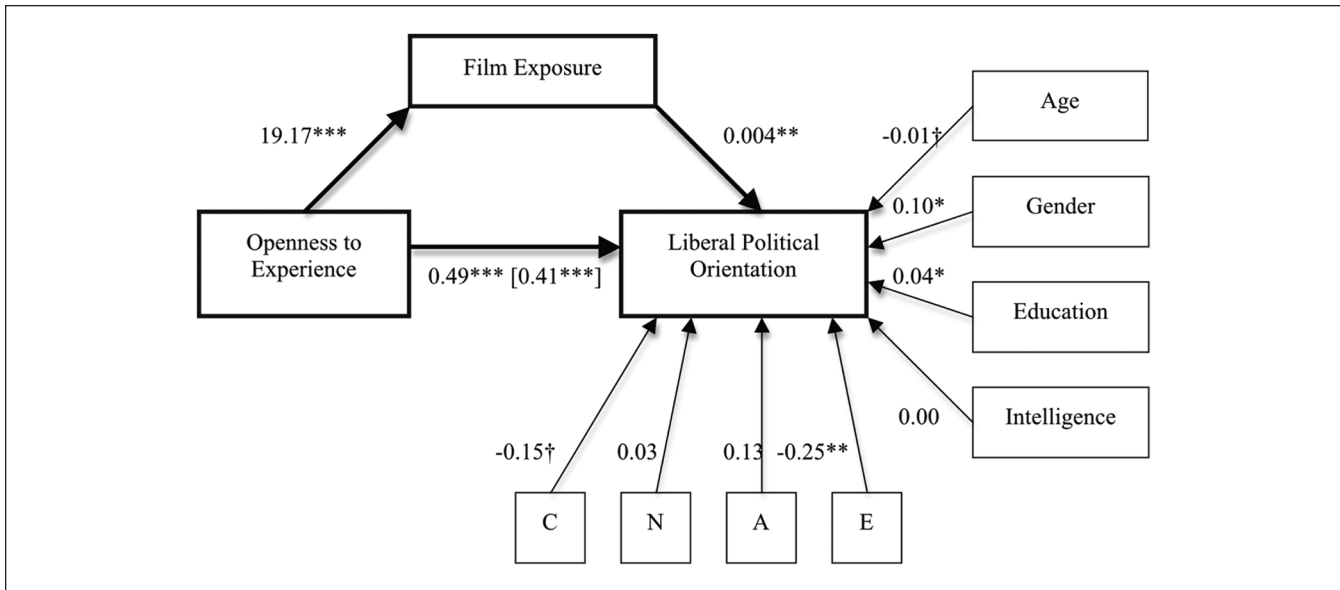 Film Exposure
Age
19.17***
0.004**
-0.01†
Gender
0.10*
Openness to
Experience
Liberal Political
Orientation
0.49*** [0.41***]
0.04*
Education
Intelligence
0.00
-0.15†
0.03
0.13
-0.25**
C
N
A
E